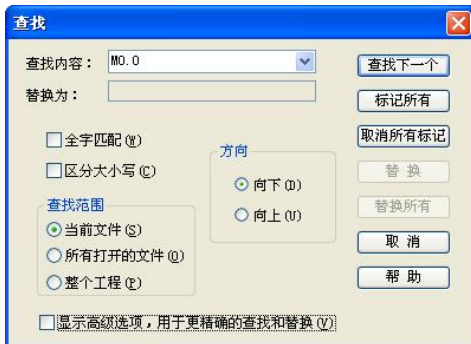 查找
查找内容： M0.0
替换为：
查找下一个
标记所有
取消所有标记
替 换
替换所有
取 消
帮 助
全字匹配(W)
区分大小写(C)
方向
向下(D)
向上(U)
查找范围
当前文件(S)
所有打开的文件(O)
整个工程(P)
显示高级选项，用于更精确的查找和替换(V)